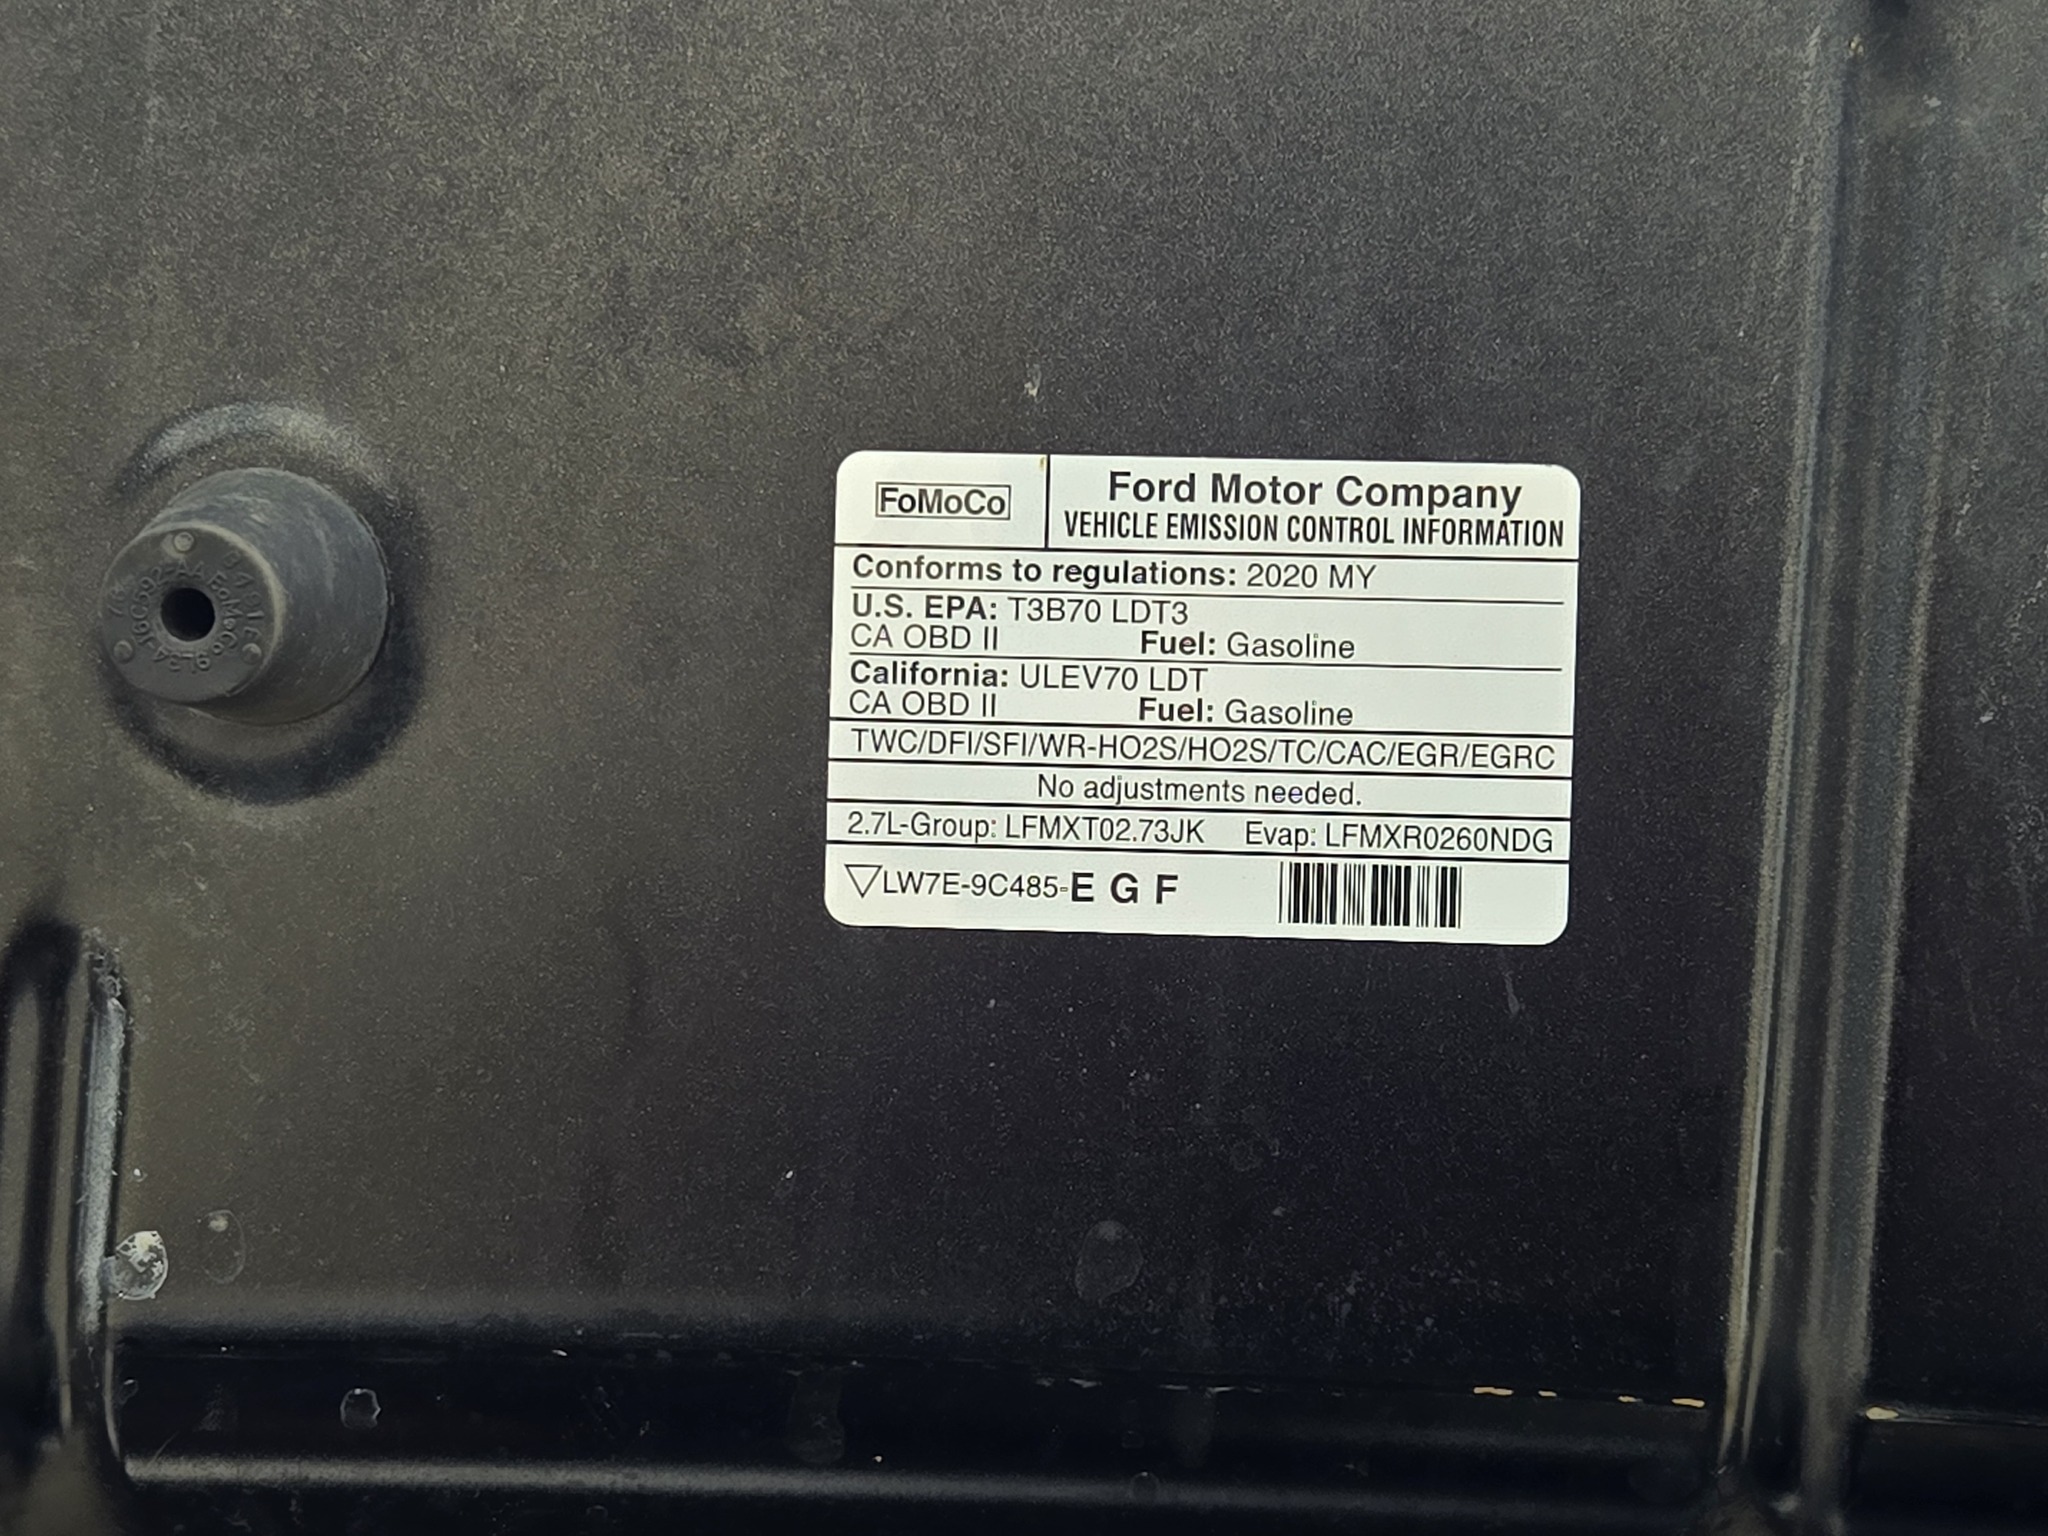 FoMoCo
Ford Motor Company
VEHICLE EMISSION CONTROL INFORMATION
Conforms to regulations: 2020 MY
U.S. EPA: T3B70 LDT3
CA OBD II Fuel: Gasoline
California: ULEV70 LDT
CA OBD II Fuel: Gasoline
TWC/DFI/SFI/WR-HO2S/HO2S/TC/CAC/EGR/EGRC
No adjustments needed.
2.7L-Group: LFMXT02.73JK Evap: LFMXR0260NDG
▽LW7E-9C485-E G F
FoMoCo